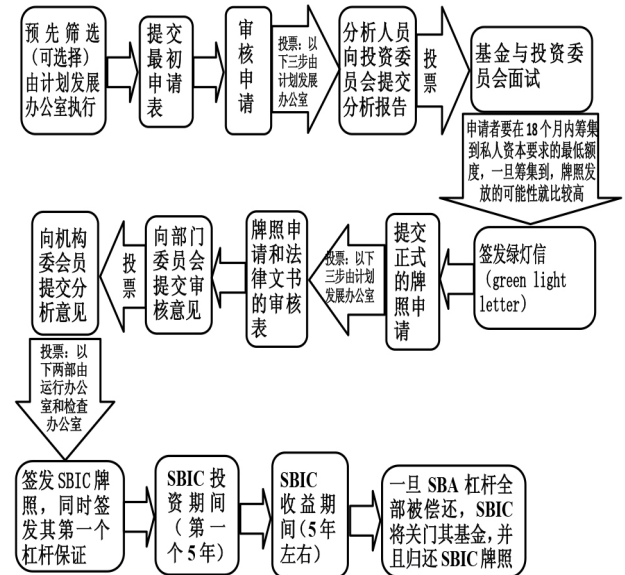 预先筛选
(可选择)
由计划发展
办公室执行
提交
最初
申请
表
审
核
申
请
投票：以
下三步由
计划发展
办公室
分析人员
向投资委
员会提交
分析报告
投
票
基金与投资委
员会面试
申请者要在18个月内筹集
到私人资本要求的最低额
度，一旦筹集到，牌照发
放的可能性就比较高
签发绿灯信
(green light
letter)
提交
正式的
牌照申
请
投票：以下
三步由计划
发展办公室
牌照申
请和法
律文书
的审核
表
向部门
委员会
提交审
核意见
投
票
向机构
委会员
提交分
析意见
投票：以
下两部由
运行办公
室和检查
办公室
签发SBIC牌
照，同时签
发其第一个
杠杆保证
SBIC投
资期间
(第一
个5年)
SBIC
收益期
间(5年
左右)
一旦SBA杠杆全
部被偿还，SBIC
将关门其基金，并
且归还SBIC牌照